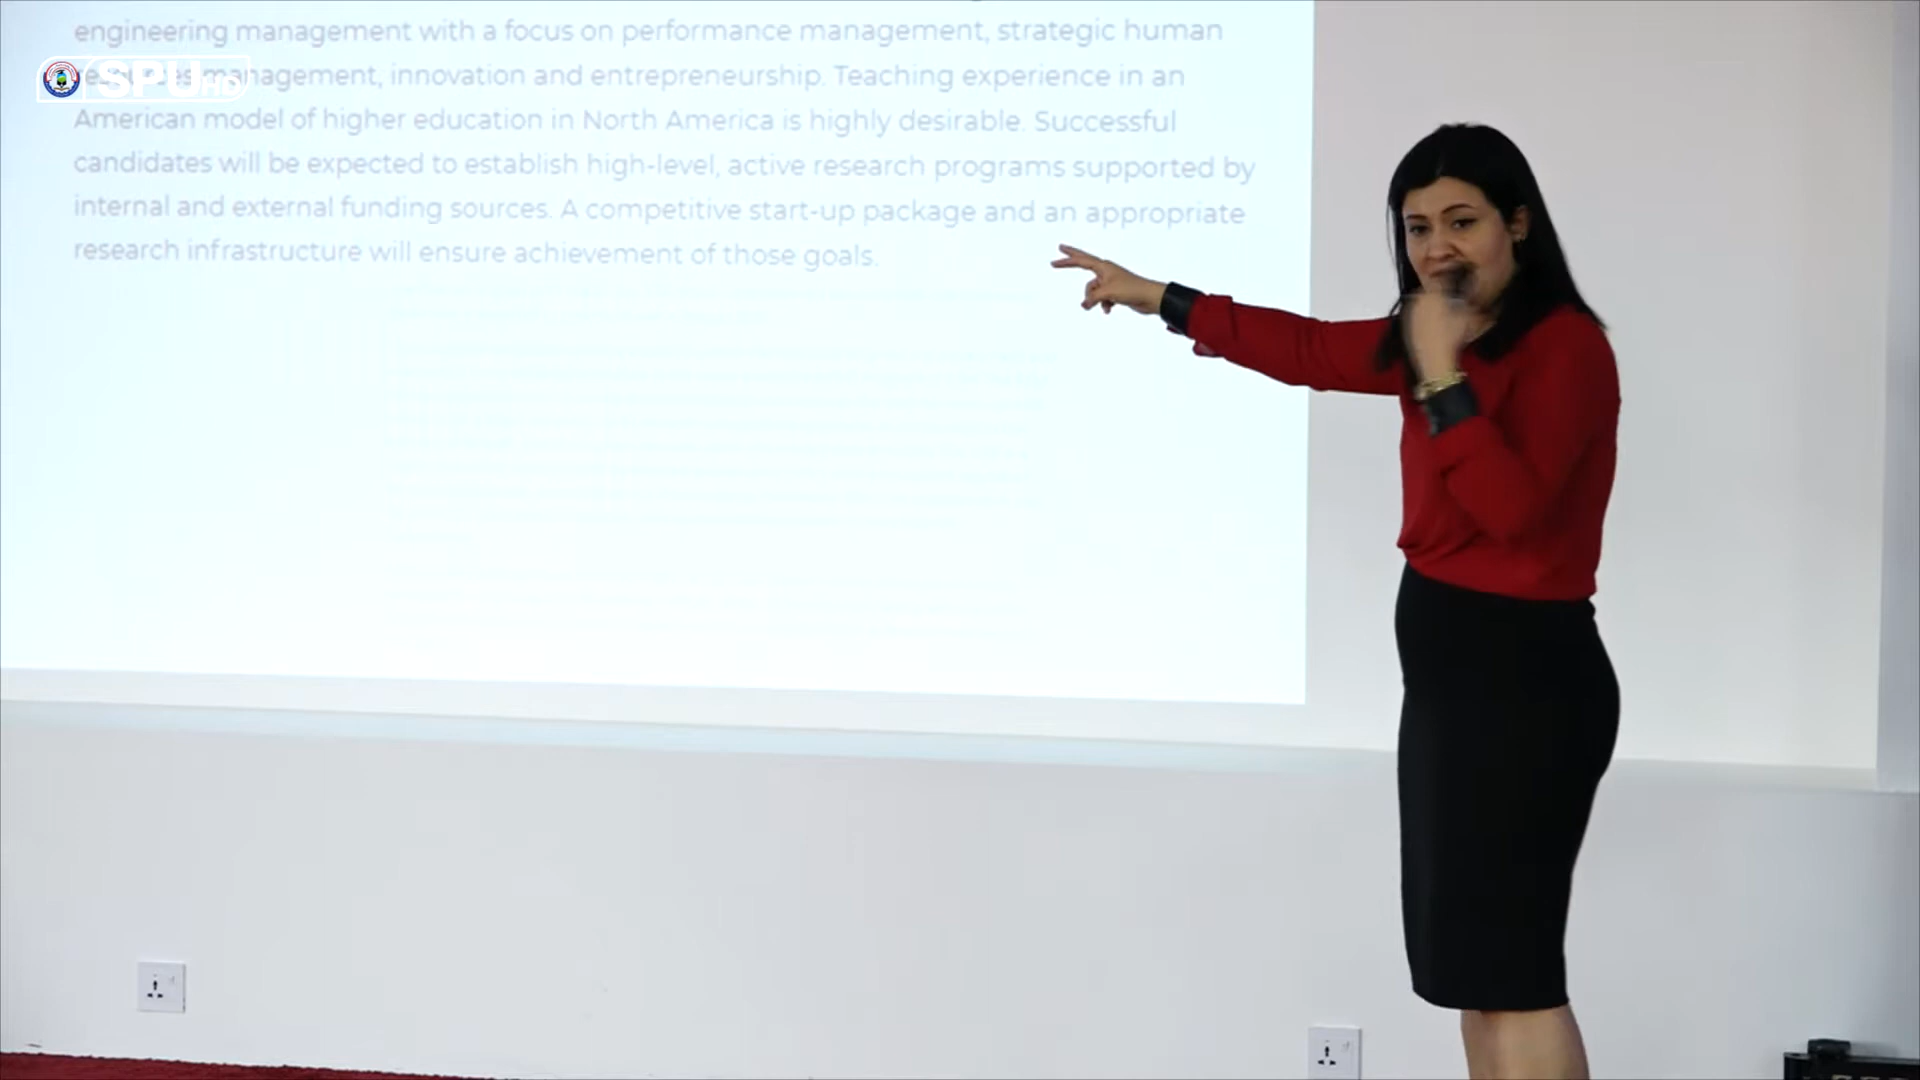 engineering management with a focus on performance management, strategic human
resources management, innovation and entrepreneurship. Teaching experience in an
American model of higher education in North America is highly desirable. Successful
candidates will be expected to establish high-level, active research programs supported by
internal and external funding sources. A competitive start-up package and an appropriate
research infrastructure will ensure achievement of those goals.
SPU HD